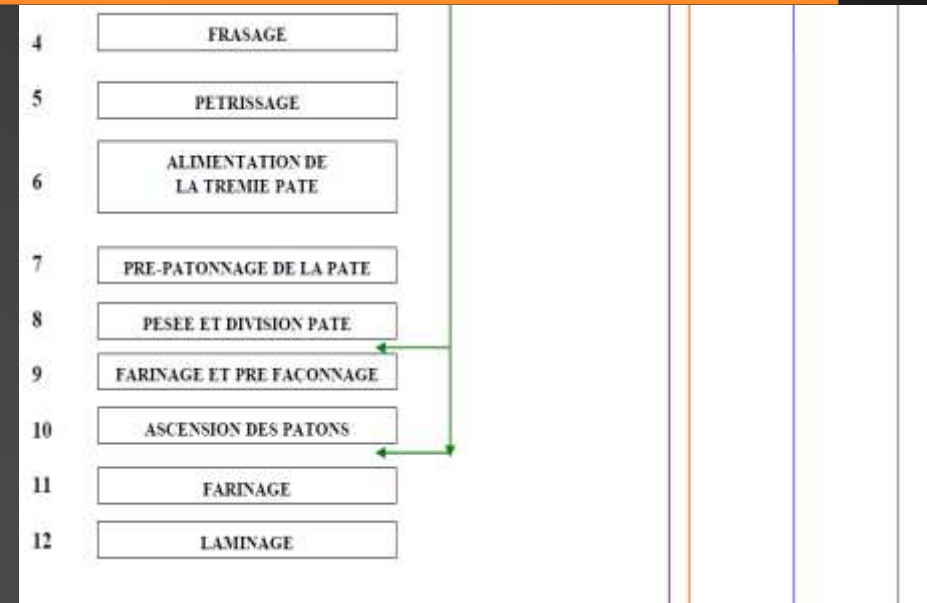 4 FRASAGE
5 PETRISSAGE
6 ALIMENTATION DE
LA TREMIE PATE
7 PRE-PATONNAGE DE LA PATE
8 PESEE ET DIVISION PATE
9 FARINAGE ET PRE FAÇONNAGE
10 ASCENSION DES PATONS
11 FARINAGE
12 LAMINAGE